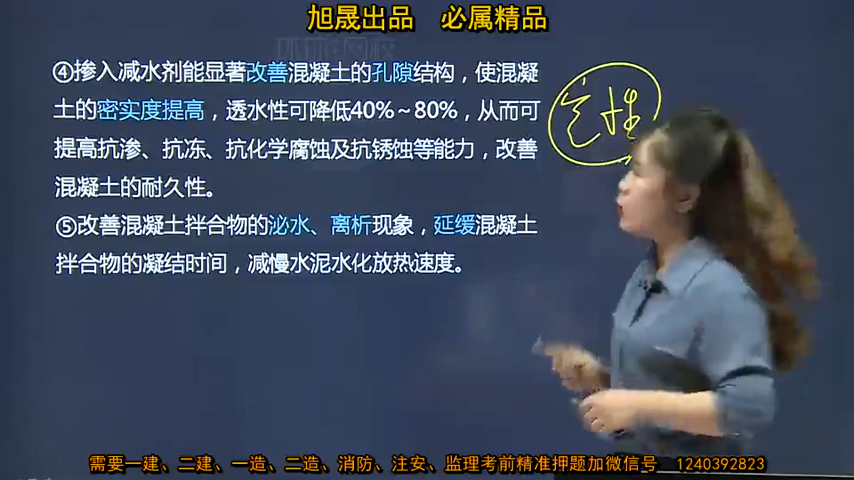 旭晟出品　必属精品
④掺入减水剂能显著改善混凝土的孔隙结构，使混凝
土的密实度提高，透水性可降低40%～80%，从而可
提高抗渗、抗冻、抗化学腐蚀及抗锈蚀等能力，改善
混凝土的耐久性。
⑤改善混凝土拌合物的泌水、离析现象，延缓混凝土
拌合物的凝结时间，减慢水泥水化放热速度。
需要一建、二建、一造、二造、消防、注安、监理考前精准押题加微信号　1240392823